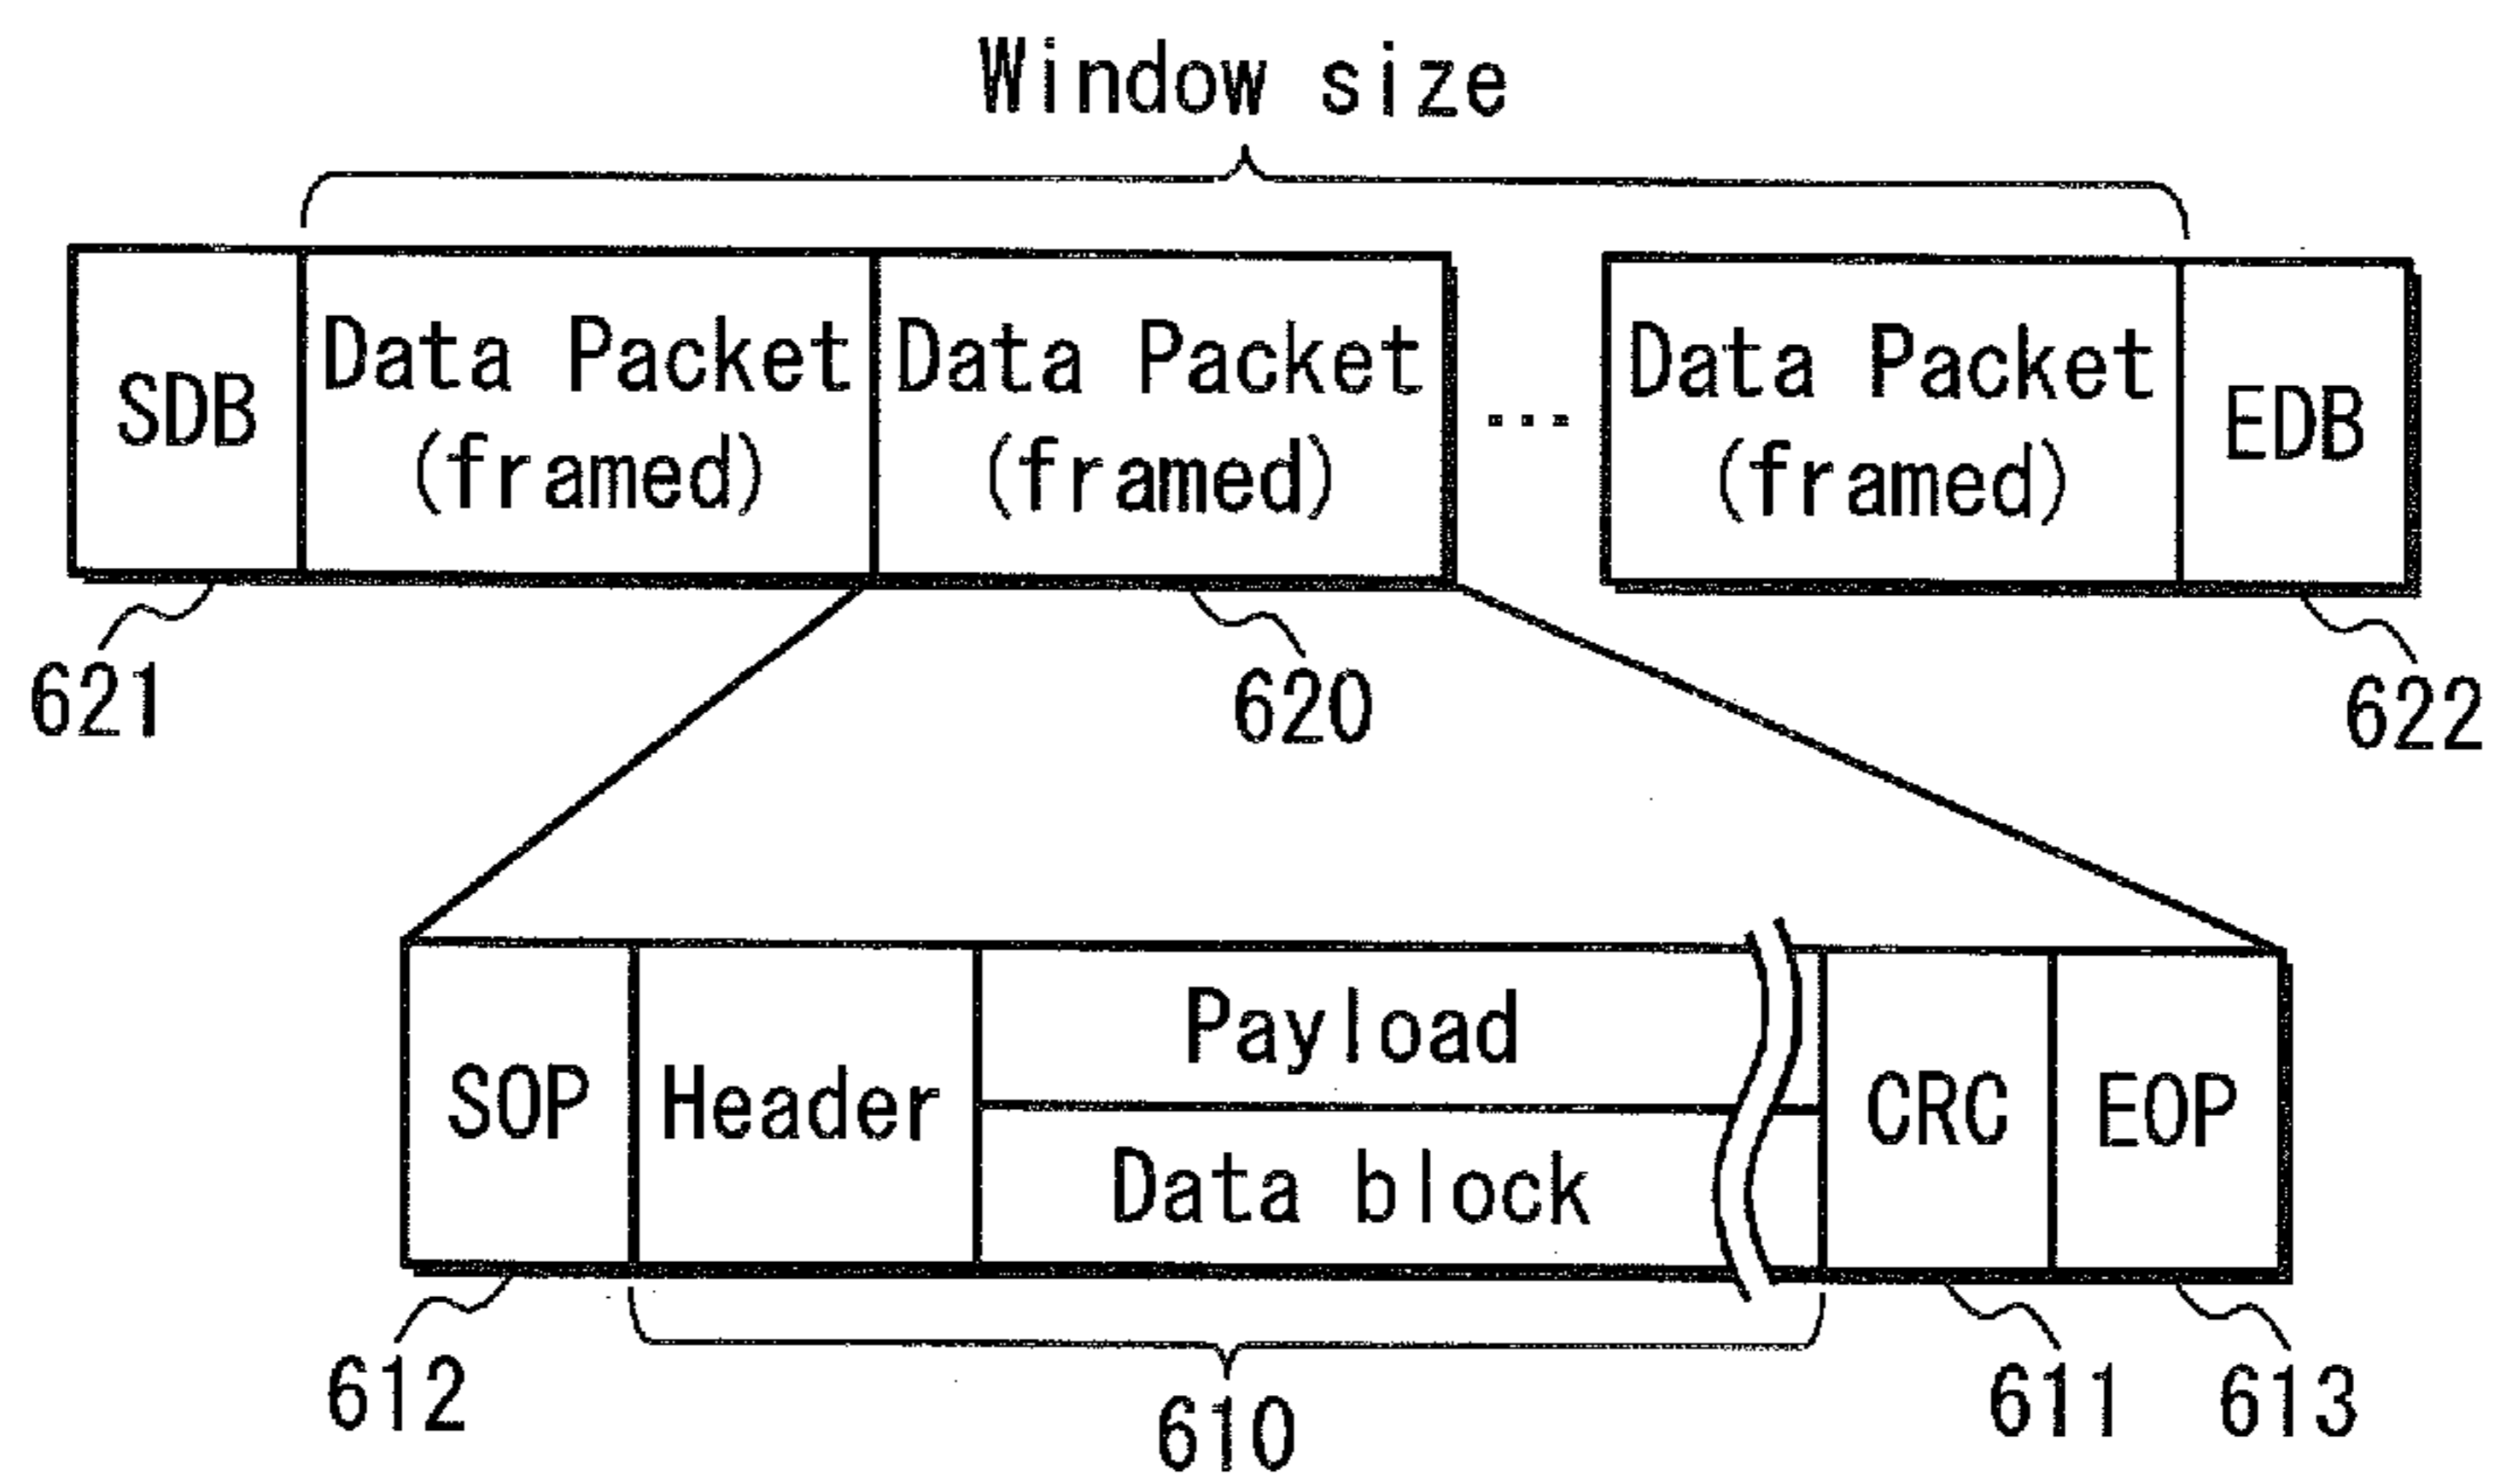 Window size
SDB
Data Packet
(framed)
Data Packet
(framed)
...
Data Packet
(framed)
EDB
621
620
622
SOP
Header
Payload
Data block
CRC
EOP
612
610
611
613